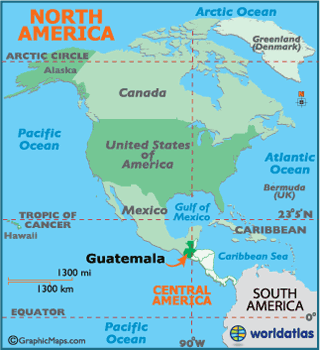 NORTH
AMERICA
Arctic Ocean
Greenland
(Denmark)
ARCTIC CIRCLE
Alaska
Canada
Pacific
Ocean
United States
of
America
Atlantic
Ocean
Bermuda
(UK)
Mexico
Gulf of
Mexico
TROPIC OF
CANCER
23°5'N
Hawaii
CARIBBEAN
Guatemala
Caribbean Sea
1300 mi
1300 km
CENTRAL
AMERICA
SOUTH
AMERICA
EQUATOR
0°
Pacific
Ocean
90°W
©GraphicMaps.com
worldatlas